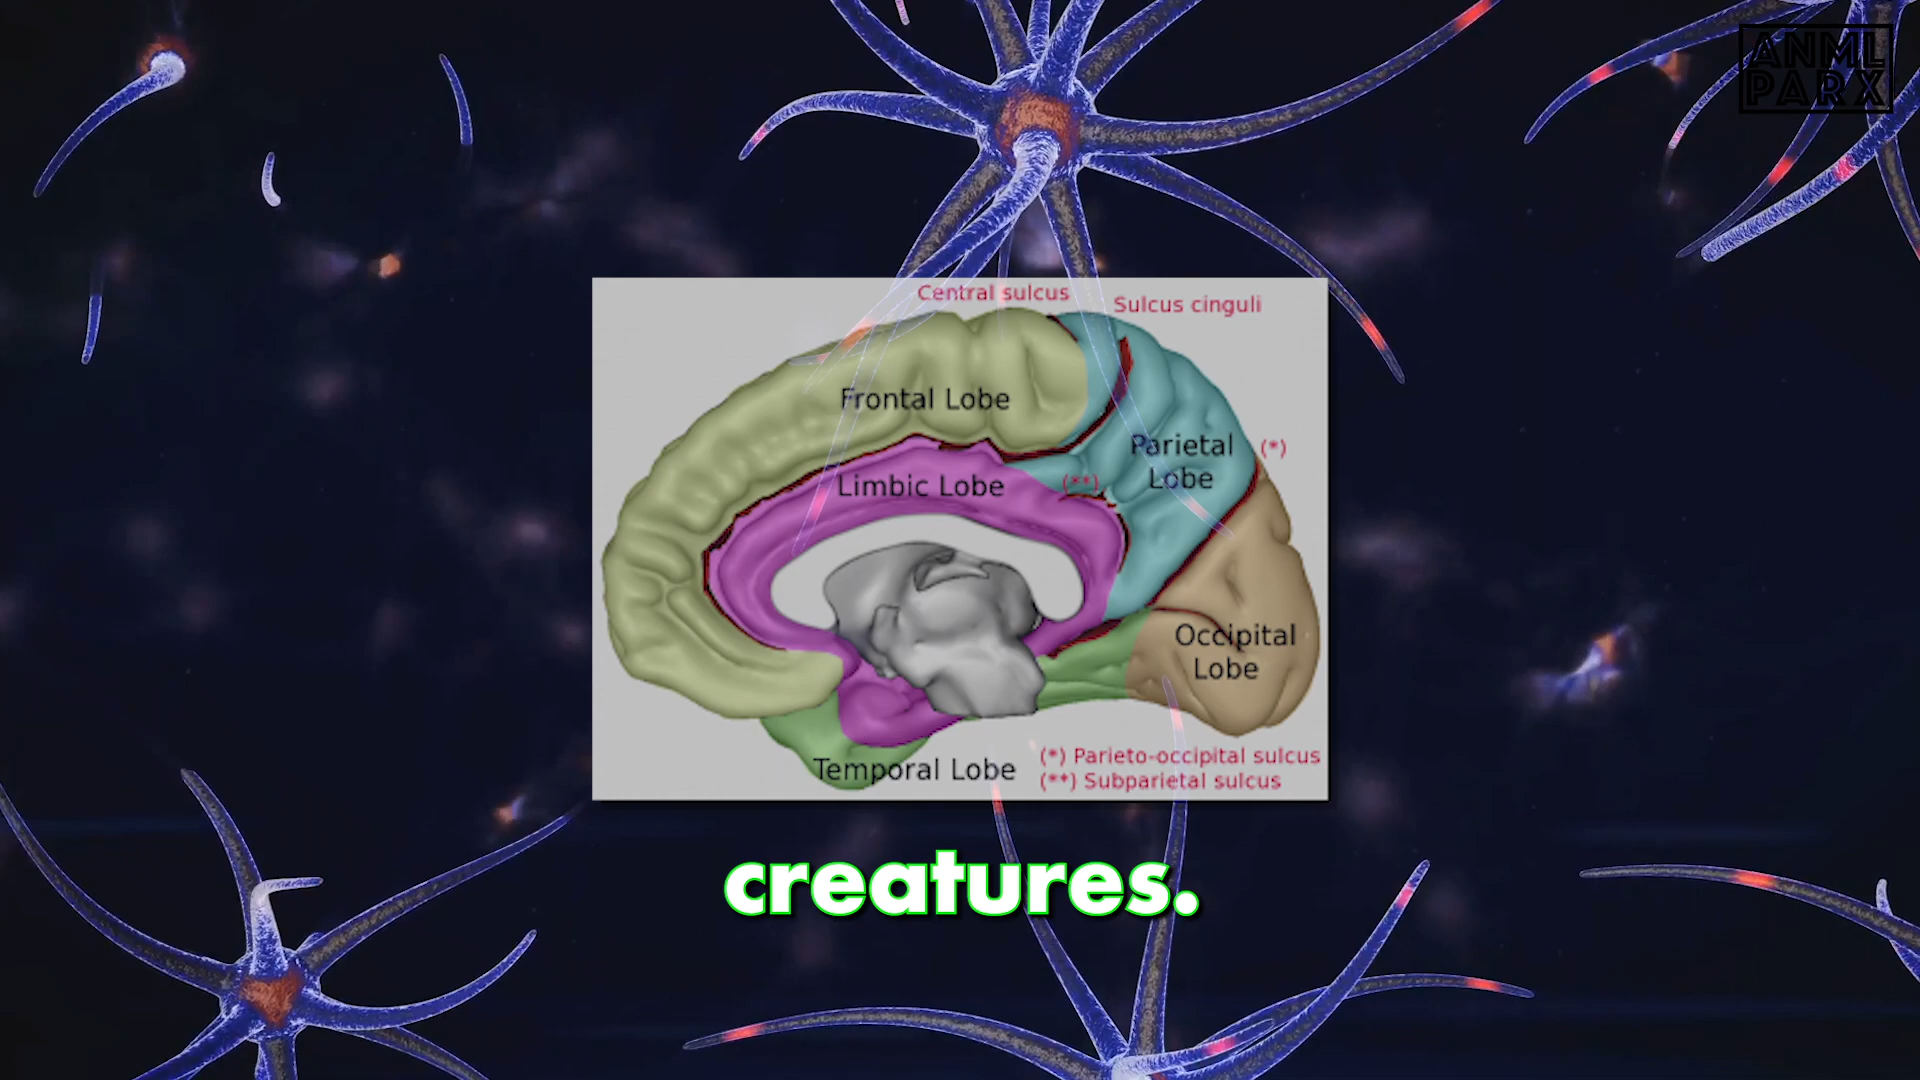 ANML
PARX
Central sulcus
Sulcus cinguli
Frontal Lobe
Parietal
Lobe
(*)
Limbic Lobe
(**)
Occipital
Lobe
Temporal Lobe
(*) Parieto-occipital sulcus
(**) Subparietal sulcus
creatures.